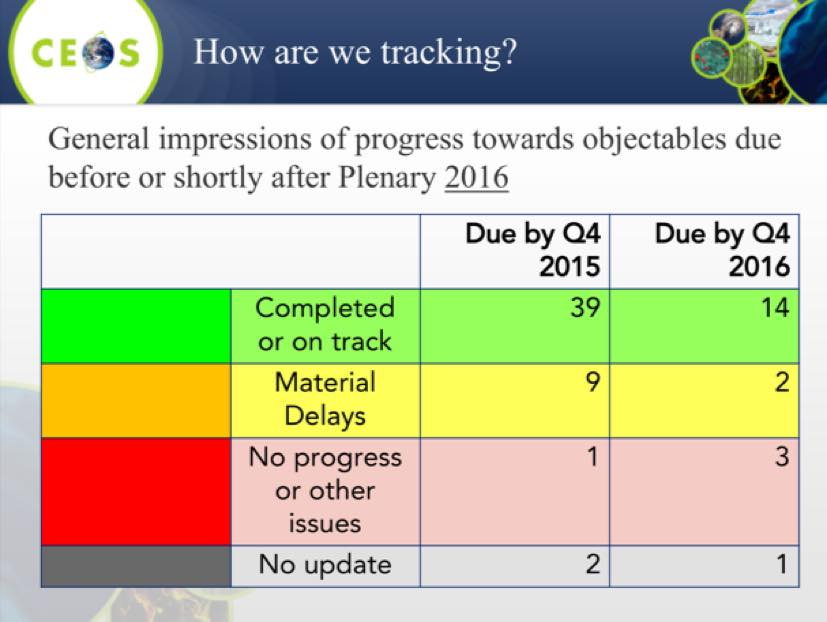 CEOS
How are we tracking?
General impressions of progress towards objectables due
before or shortly after Plenary 2016
Due by Q4
2015
Due by Q4
2016
Completed
or on track
39
14
Material
Delays
9
2
No progress
or other
issues
1
3
No update
2
1